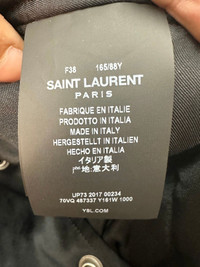 F38 165/88Y
SAINT LAURENT
PARIS
FABRIQUE EN ITALIE
PRODOTTO IN ITALIA
MADE IN ITALY
HERGESTELLT IN ITALIEN
HECHO EN ITALIA
イタリア製
地:意大利
UP73 2017 00234
70VQ 487337 Y161W 1000
YSL.COM